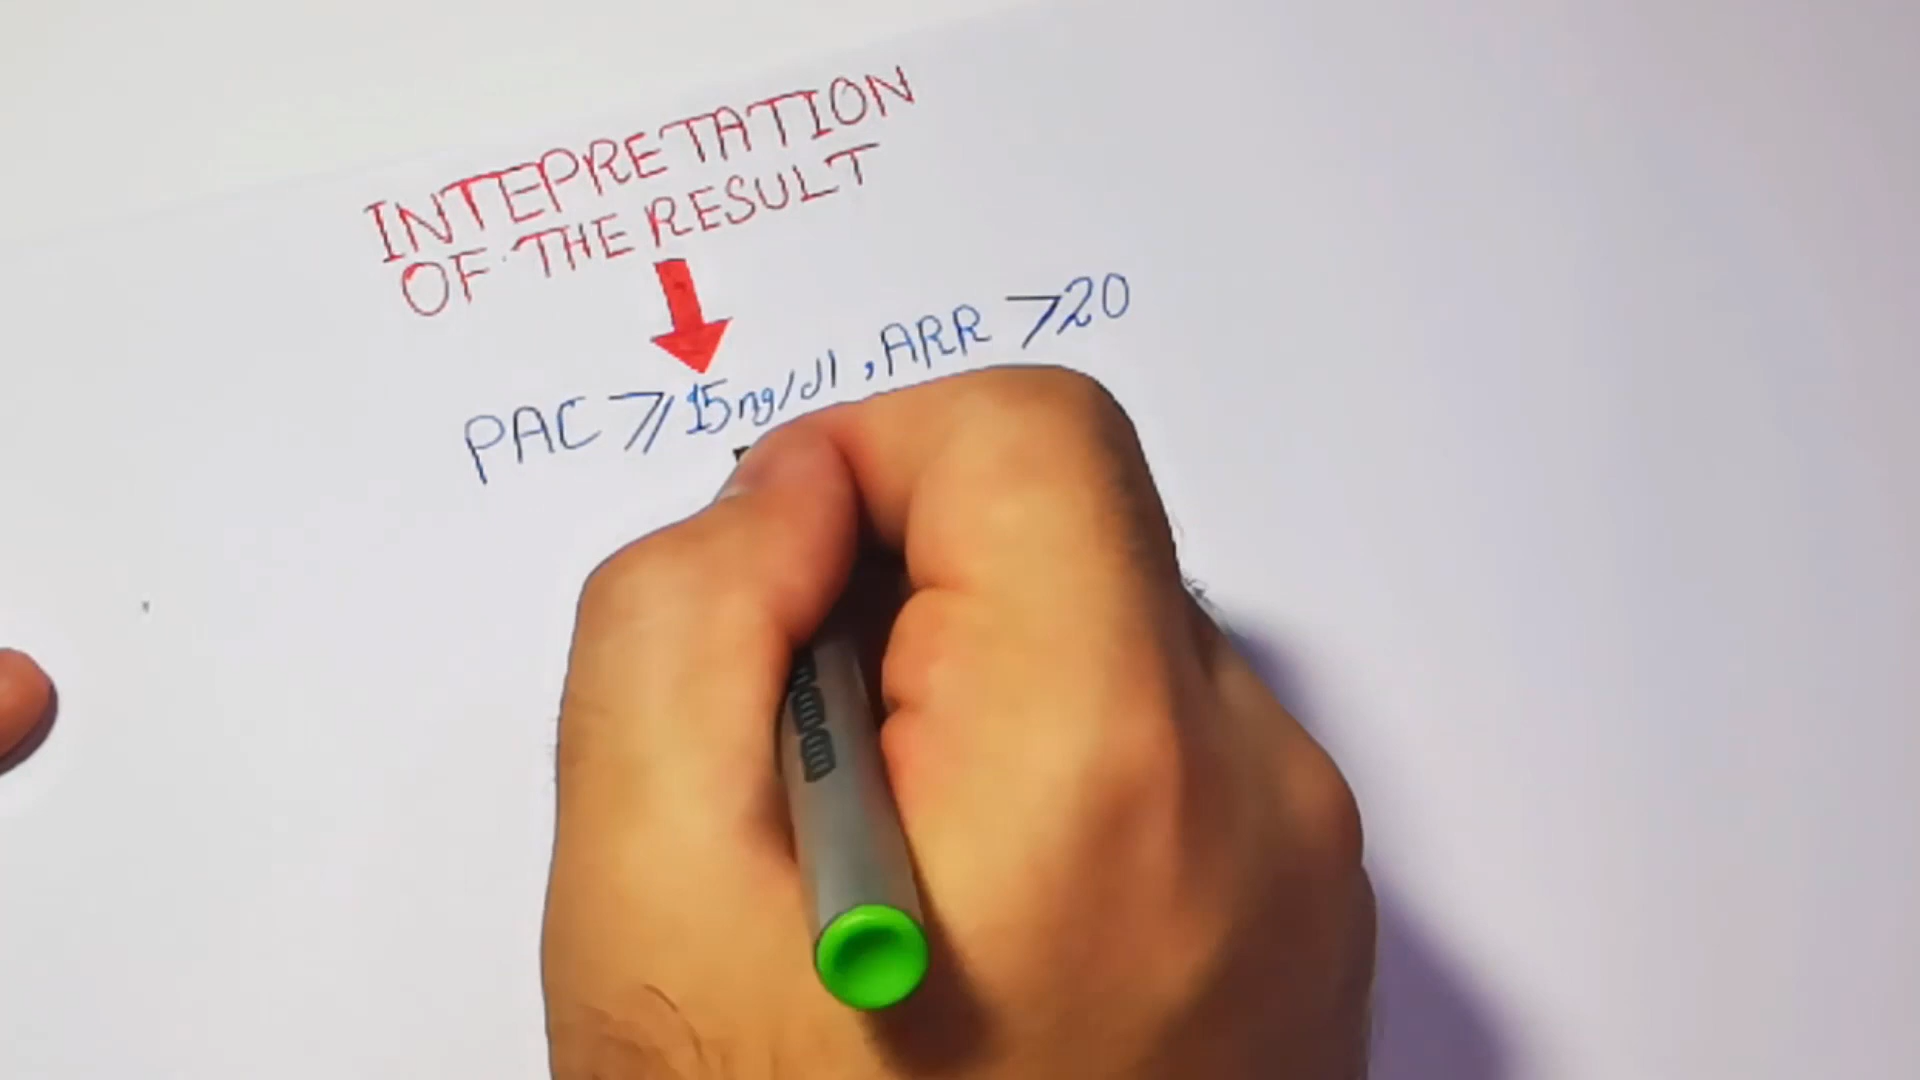 INTEPRETATION
OF THE RESULT
PAC ⩾ 15ng/dl, ARR >20